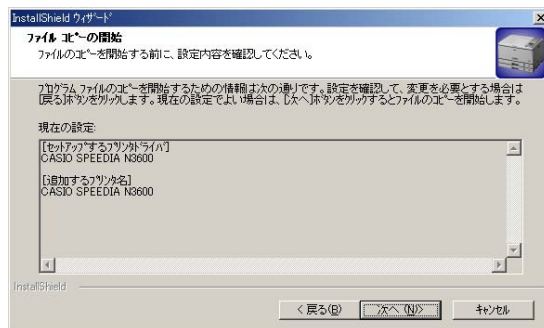 InstallShield ウィザード
ファイル コピーの開始
ファイルのコピーを開始する前に、設定内容を確認してください。
プログラム ファイルのコピーを開始するための情報は次の通りです。設定を確認して、変更を必要とする場合は
[戻る]ボタンをクリックします。現在の設定でよい場合は、[次へ]ボタンをクリックするとファイルのコピーを開始します。
現在の設定:
[セットアップするプリンタドライバ]
CASIO SPEEDIA N3600
[追加するプリンタ名]
CASIO SPEEDIA N3600
InstallShield
< 戻る(B)
次へ (N)>
キャンセル